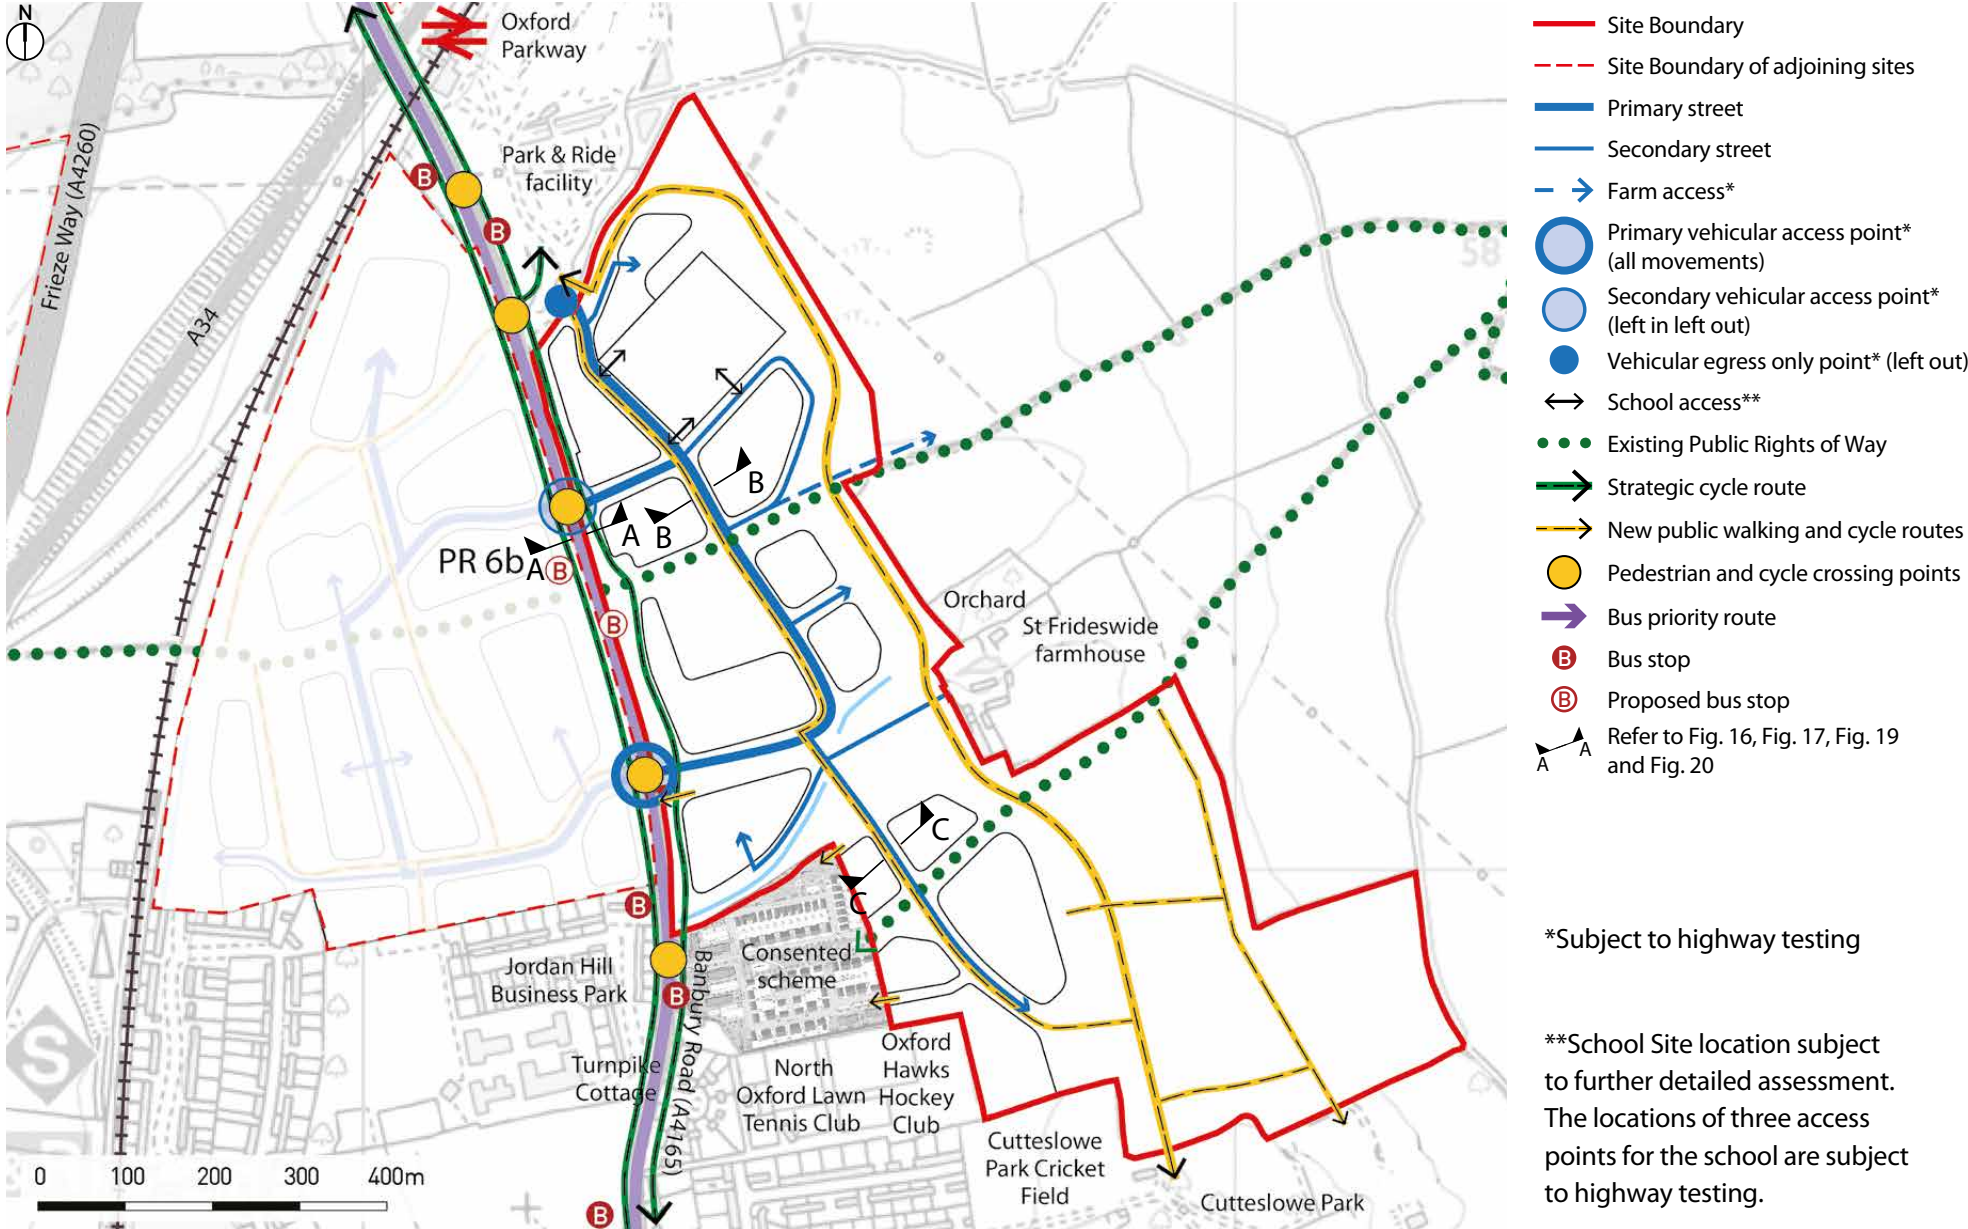 N
Oxford
Parkway
Park & Ride
facility
Frieze Way (A4260)
A34
B
B
58
B
B
A
B
PR 6b
A
B
B
Orchard
St Frideswide
farmhouse
C
C
B
Jordan Hill
Business Park
Consented
scheme
B
Banbury Road (A4165)
S
Turnpike
Cottage
North
Oxford Lawn
Tennis Club
Oxford
Hawks
Hockey
Club
Cutteslowe
Park Cricket
Field
Cutteslowe Park
B
0 100 200 300 400m
Site Boundary
Site Boundary of adjoining sites
Primary street
Secondary street
Farm access*
Primary vehicular access point*
(all movements)
Secondary vehicular access point*
(left in left out)
Vehicular egress only point* (left out)
School access**
Existing Public Rights of Way
Strategic cycle route
New public walking and cycle routes
Pedestrian and cycle crossing points
Bus priority route
B Bus stop
B Proposed bus stop
A A Refer to Fig. 16, Fig. 17, Fig. 19
and Fig. 20
*Subject to highway testing
**School Site location subject
to further detailed assessment.
The locations of three access
points for the school are subject
to highway testing.